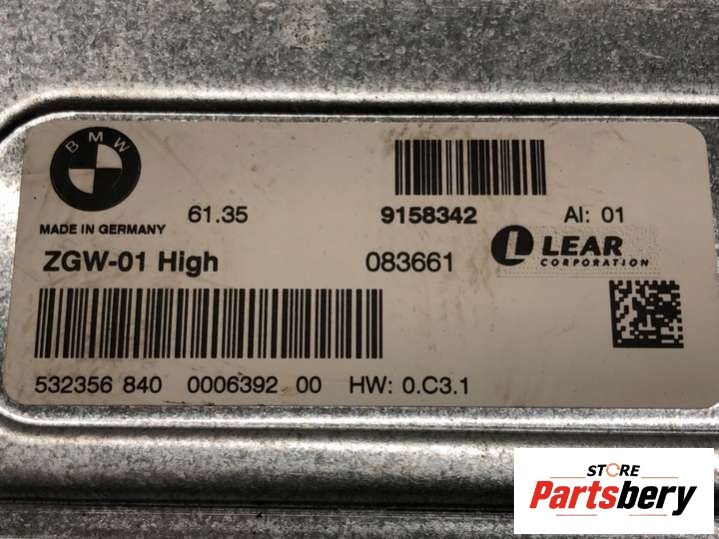 BMW
61.35
9158342
AI: 01
MADE IN GERMANY
ZGW-01 High
083661
L LEAR
CORPORATION
532356 840 0006392 00 HW: 0.C3.1
STORE
Partsbery